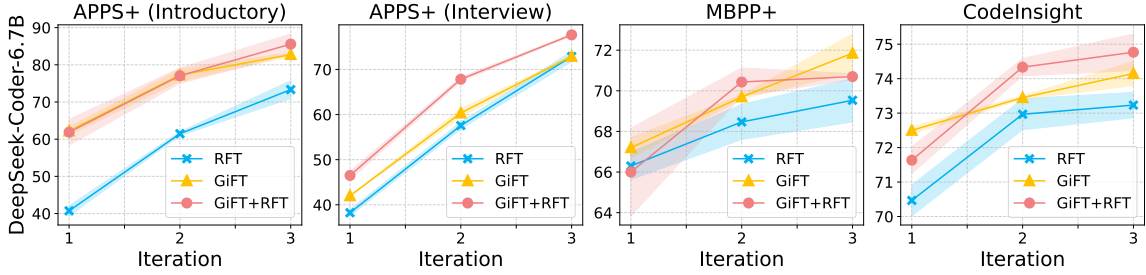 DeepSeek-Coder-6.7B
APPS+ (Introductory)
90
80
70
60
50
40
1
2
3
Iteration
RFT
GiFT
GiFT+RFT
APPS+ (Interview)
70
60
50
40
1
2
3
Iteration
RFT
GiFT
GiFT+RFT
MBPP+
72
70
68
66
64
1
2
3
Iteration
RFT
GiFT
GiFT+RFT
CodeInsight
75
74
73
72
71
70
1
2
3
Iteration
RFT
GiFT
GiFT+RFT